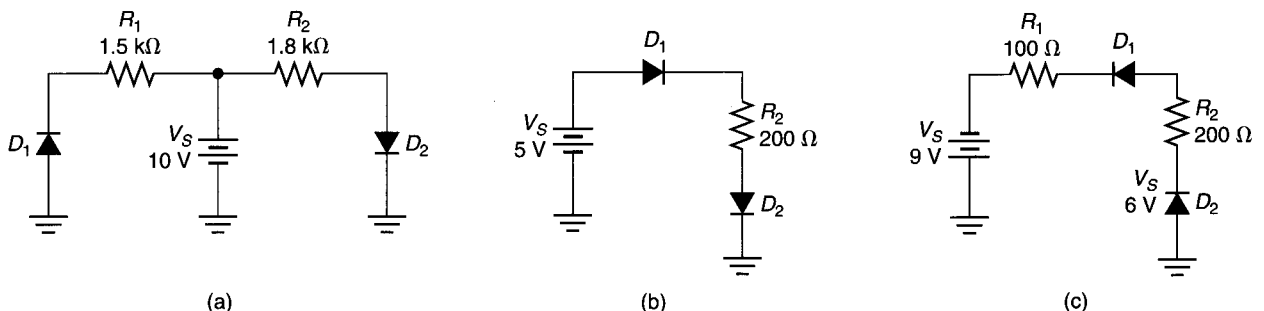 R1
1.5 kΩ
R2
1.8 kΩ
D1
VS
10 V
D2
(a)
D1
VS
5 V
R2
200 Ω
D2
(b)
R1
100 Ω
D1
VS
9 V
R2
200 Ω
VS
6 V
D2
(c)